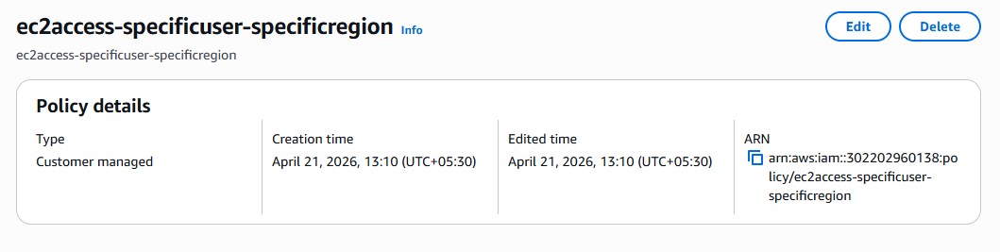 ec2access-specificuser-specificregion Info
Edit
Delete
ec2access-specificuser-specificregion
Policy details
Type
Customer managed
Creation time
April 21, 2026, 13:10 (UTC+05:30)
Edited time
April 21, 2026, 13:10 (UTC+05:30)
ARN
arn:aws:iam::302202960138:po
licy/ec2access-specificuser-
specificregion